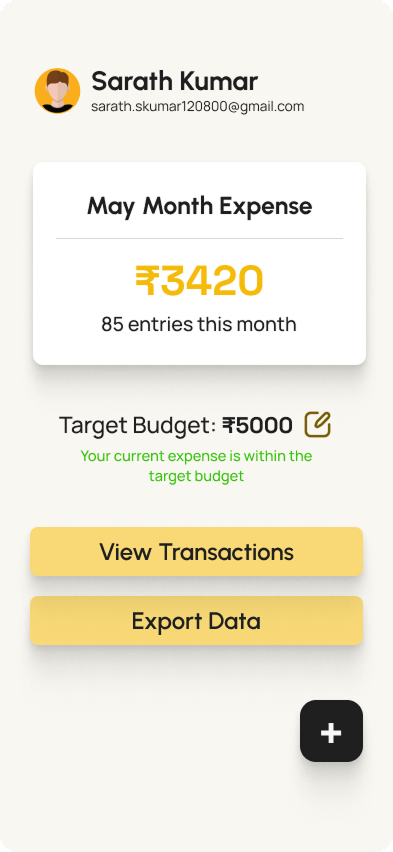 Sarath Kumar
sarath.skumar120800@gmail.com
May Month Expense
₹3420
85 entries this month
Target Budget: ₹5000
Your current expense is within the
target budget
View Transactions
Export Data
+